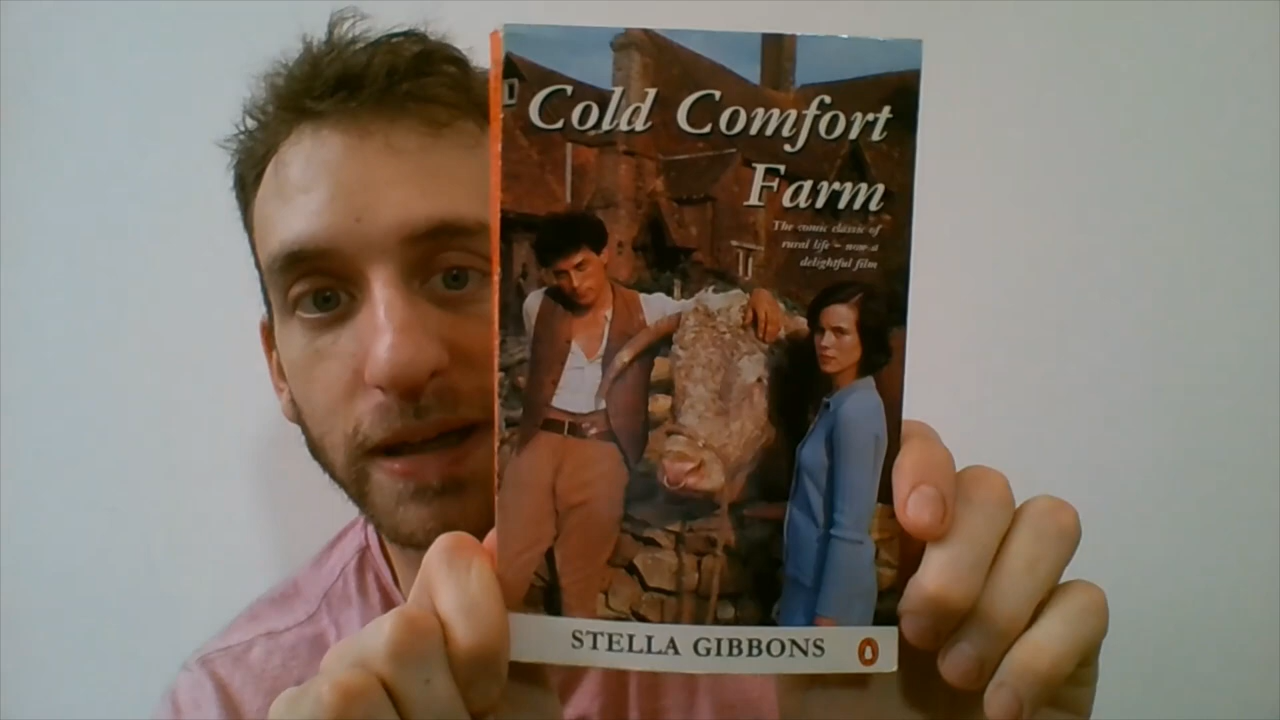 Cold Comfort
Farm
The comic classic of
rural life – now a
delightful film
STELLA GIBBONS